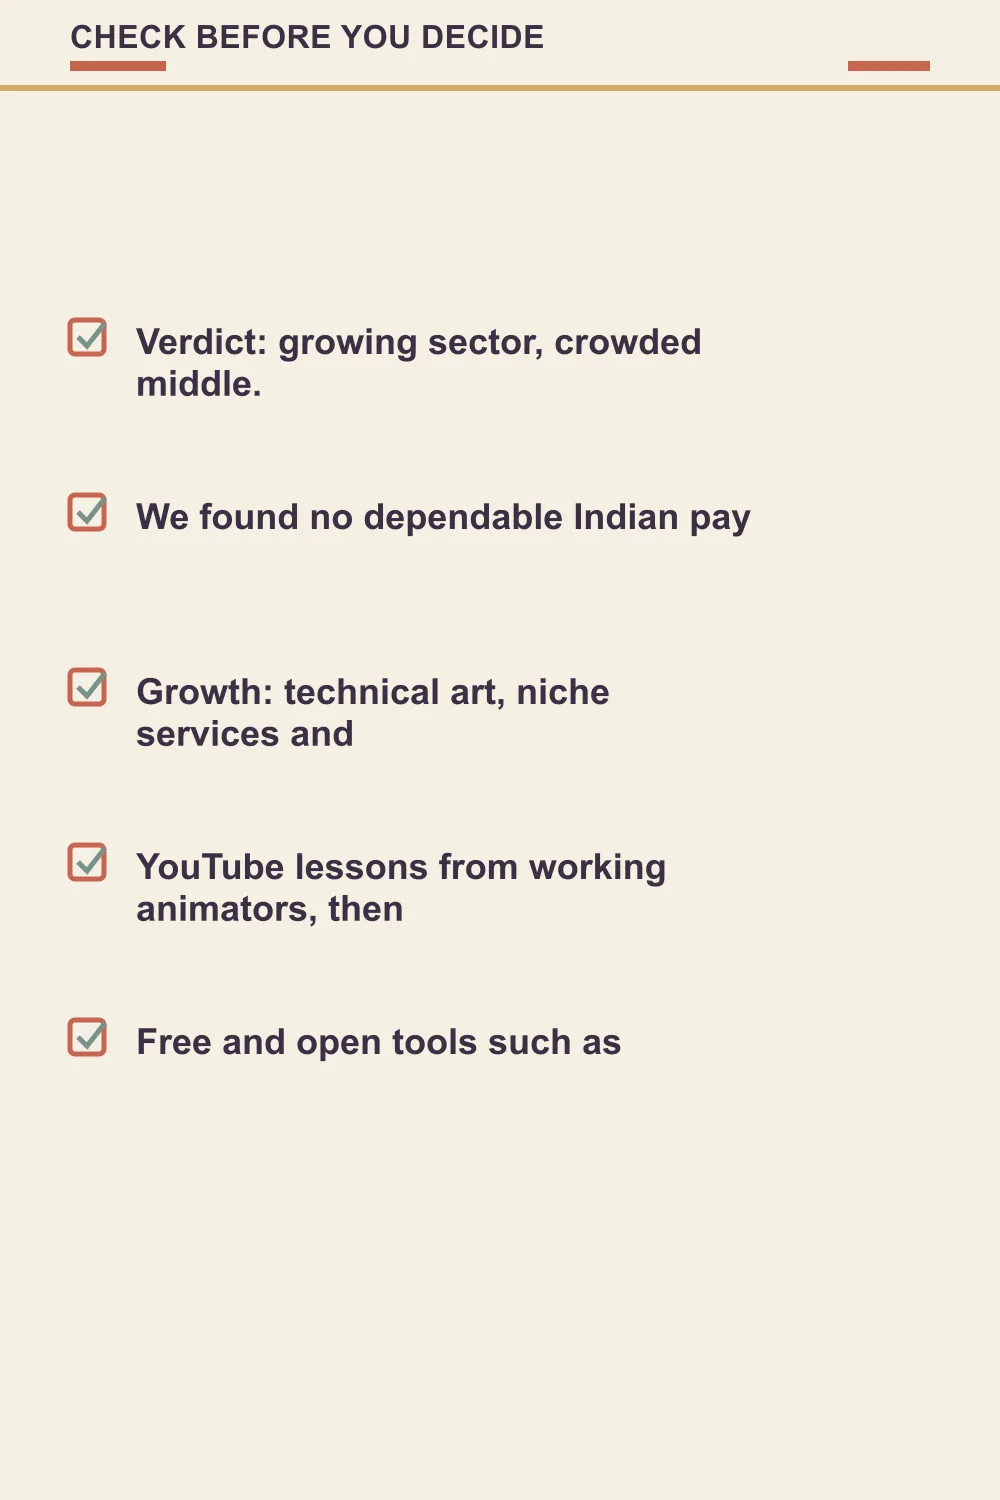 CHECK BEFORE YOU DECIDE
Verdict: growing sector, crowded
middle.
We found no dependable Indian pay
Growth: technical art, niche
services and
YouTube lessons from working
animators, then
Free and open tools such as